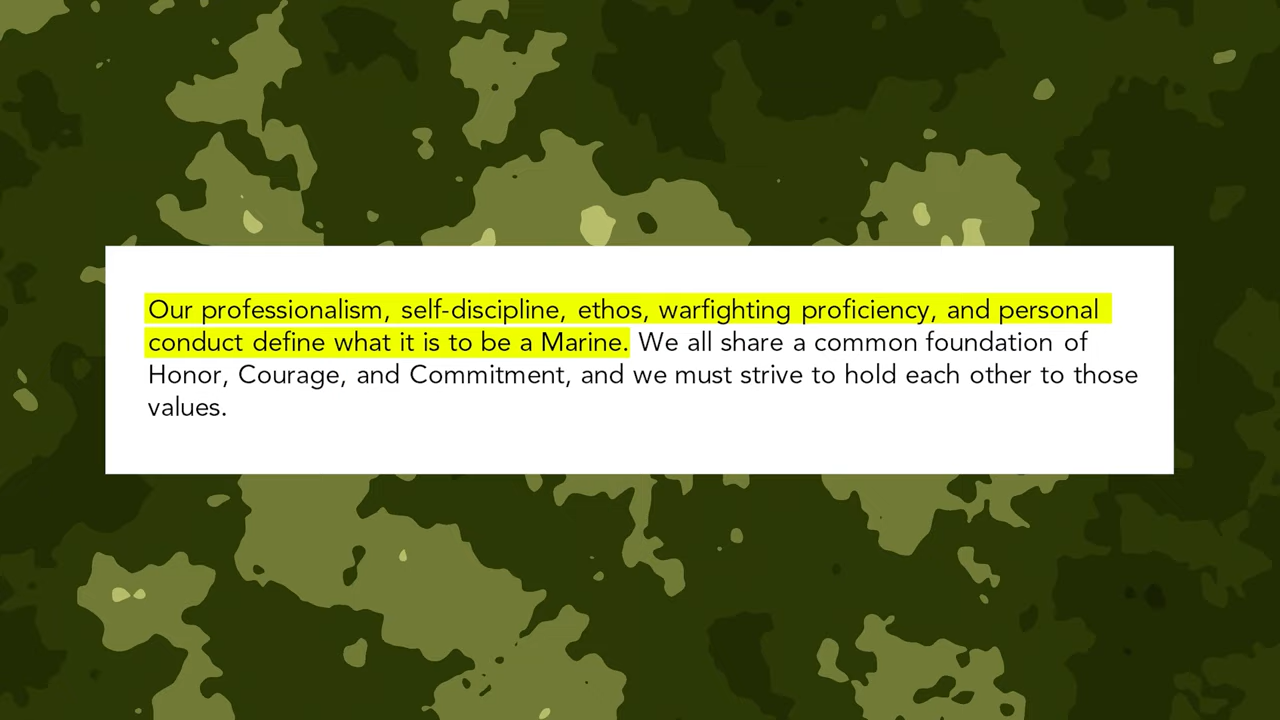 Our professionalism, self-discipline, ethos, warfighting proficiency, and personal
conduct define what it is to be a Marine. We all share a common foundation of
Honor, Courage, and Commitment, and we must strive to hold each other to those
values.